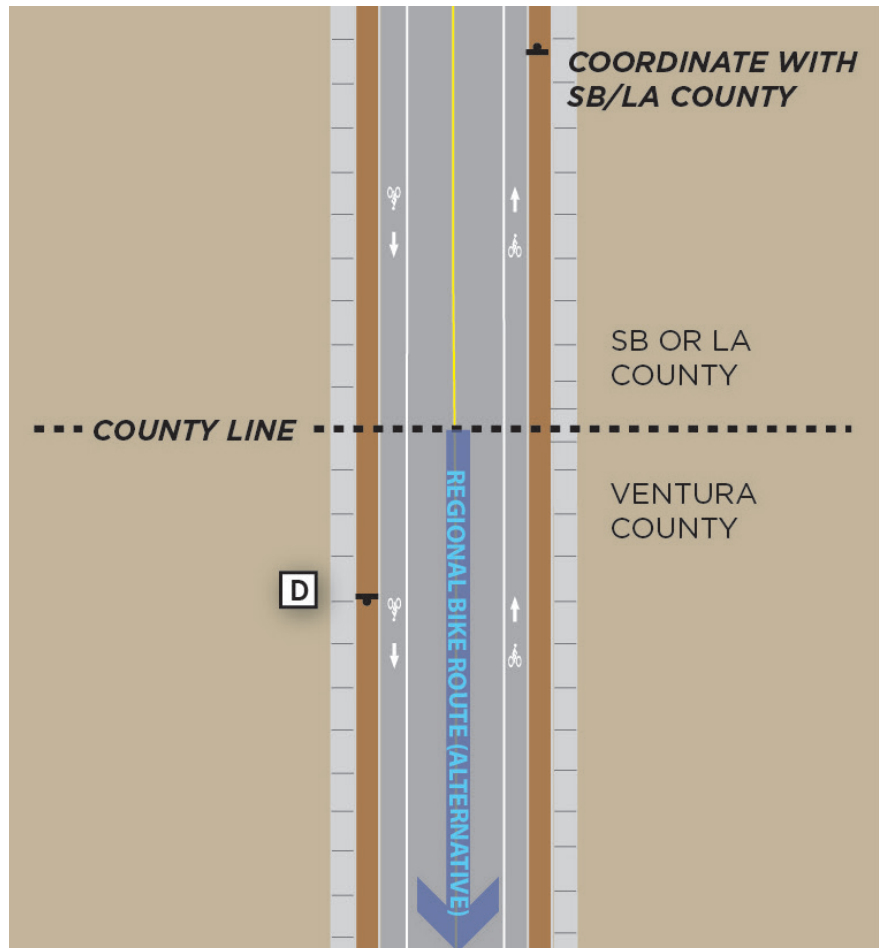 COORDINATE WITH
SB/LA COUNTY
SB OR LA
COUNTY
COUNTY LINE
VENTURA
COUNTY
D
REGIONAL BIKE ROUTE (ALTERNATIVE)